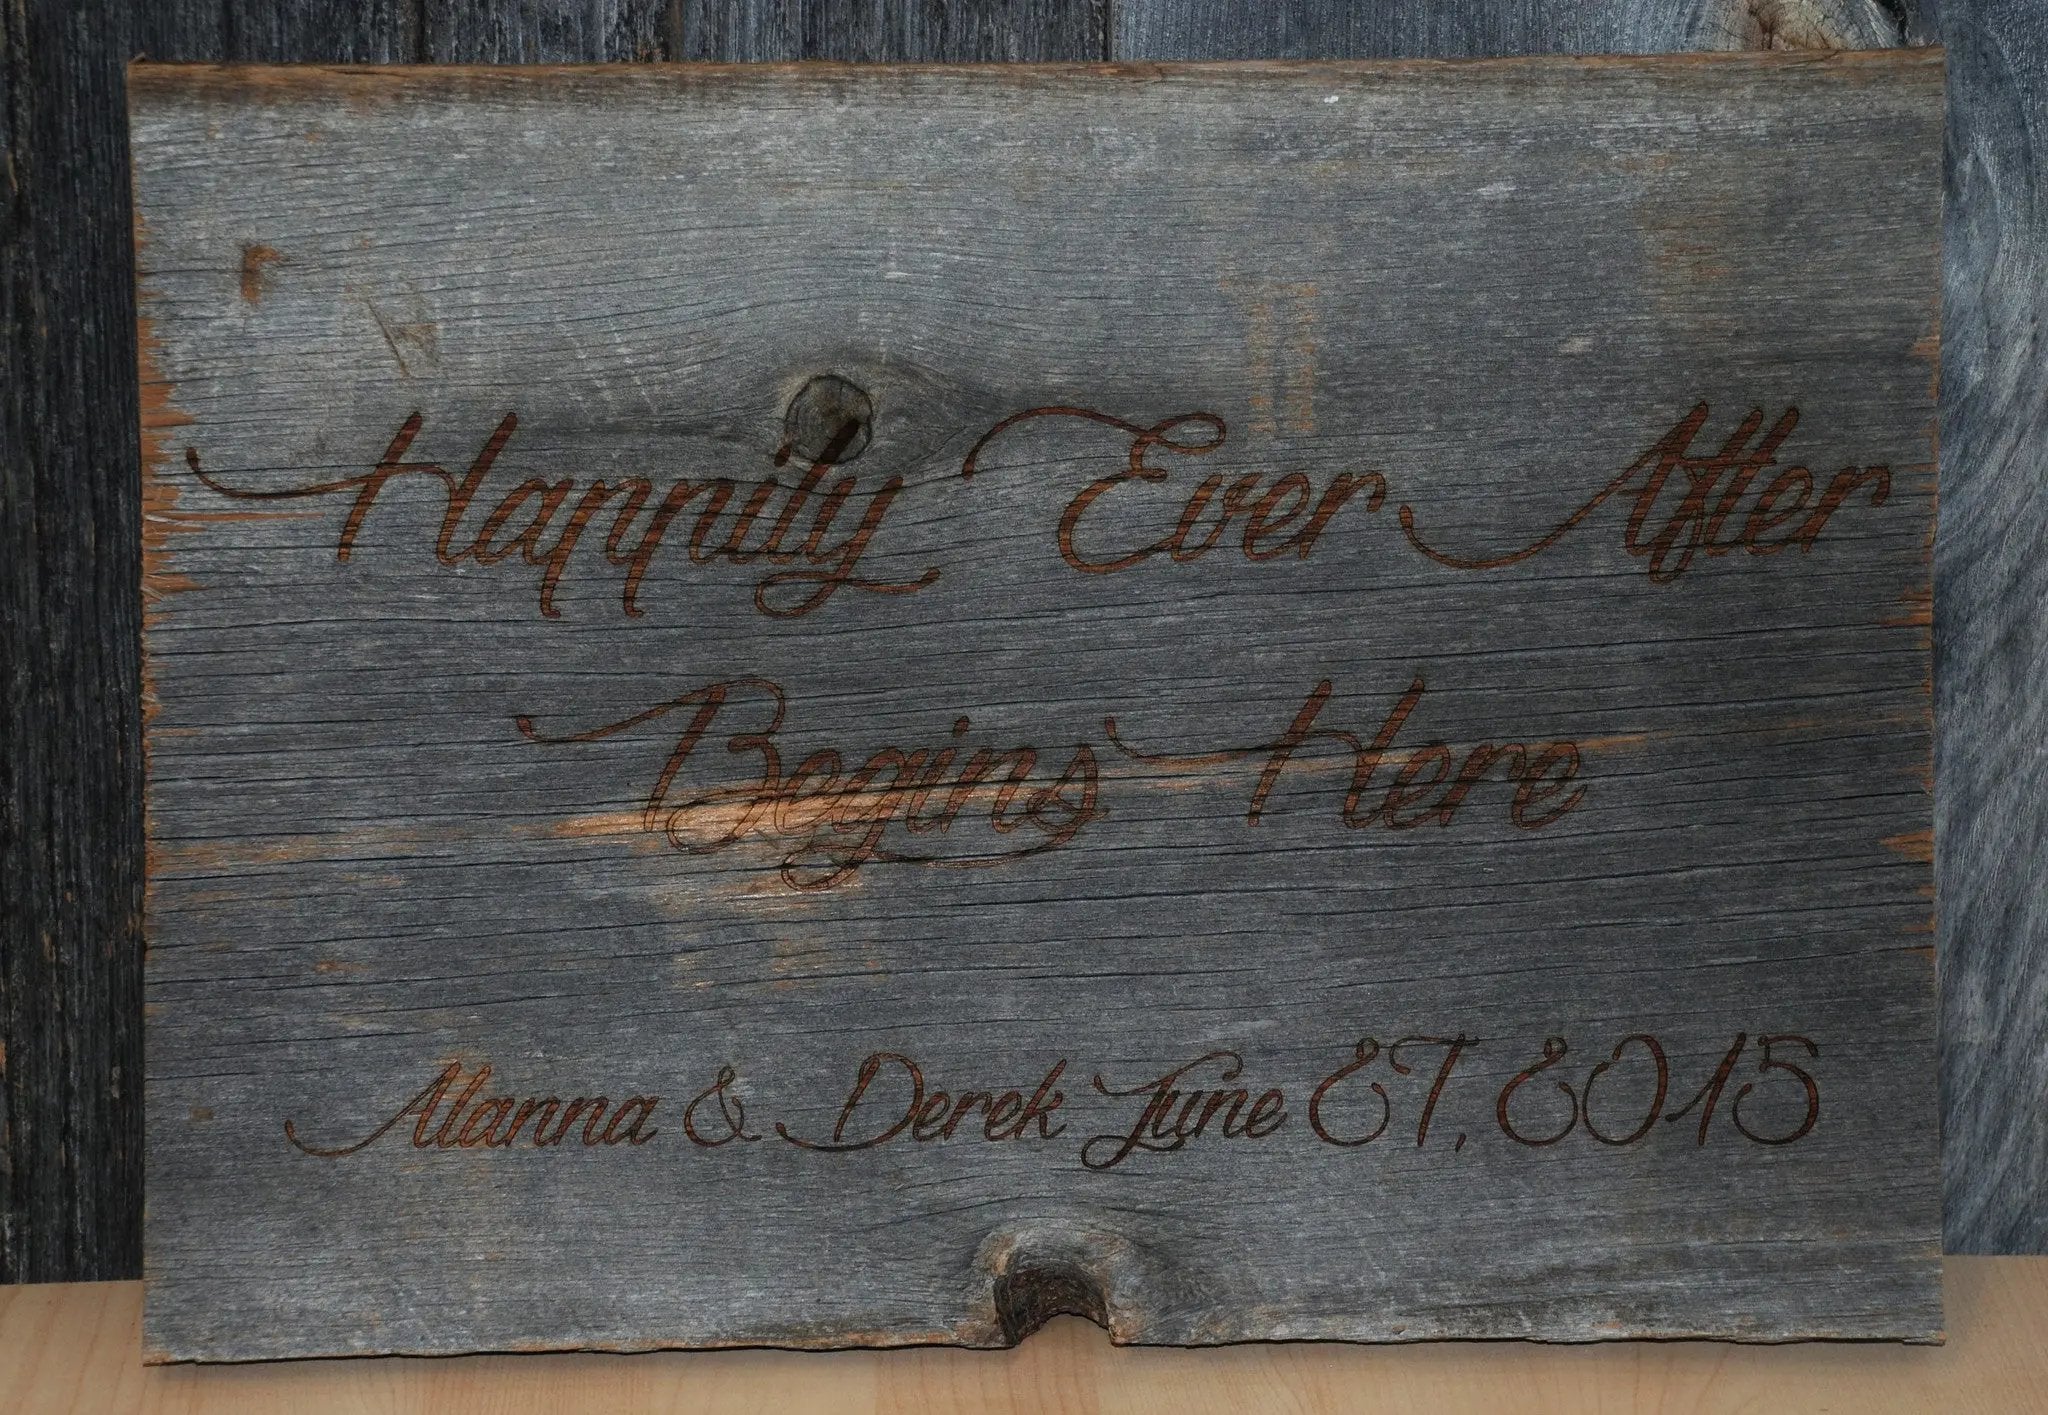 Happily Ever After
Begins Here
Alanna & Derek June 27, 2015